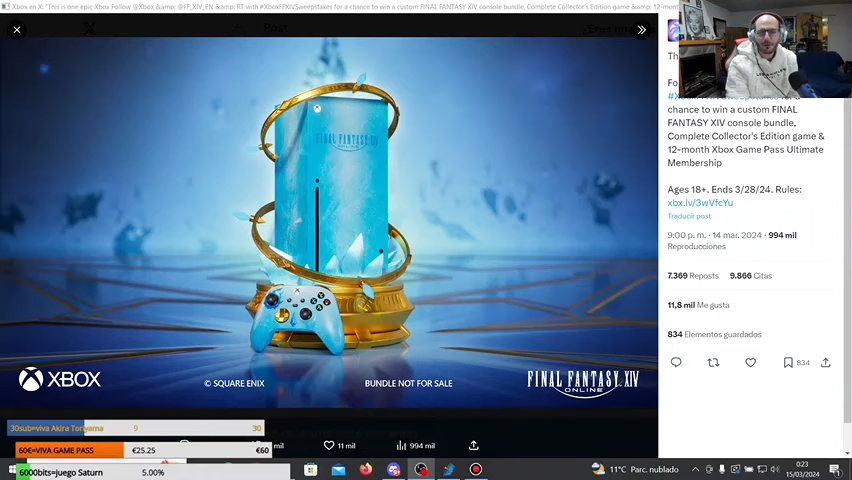 Xbox en X: "This is one epic Xbox Follow @Xbox &amp; @FF_XIV_EN &amp; RT with #XboxFFXIVSweepstakes for a chance to win a custom FINAL FANTASY XIV console bundle, Complete Collector's Edition game &amp; 12-mont
Post
FINAL FANTASY XIV
XBOX
© SQUARE ENIX
BUNDLE NOT FOR SALE
FINAL FANTASY XIV
ONLINE
Th
Fo
#X
chance to win a custom FINAL
FANTASY XIV console bundle,
Complete Collector's Edition game &
12-month Xbox Game Pass Ultimate
Membership
Ages 18+. Ends 3/28/24. Rules:
xbx.lv/3wVfcYu
Traducir post
9:00 p. m. · 14 mar. 2024 · 994 mil
Reproducciones
7.369 Reposts 9.866 Citas
11,8 mil Me gusta
834 Elementos guardados
834
30sub=viva Akira Toriyama 9 30
mil 11 mil 994 mil
60€=VIVA GAME PASS €25.25 €60
6000bits=juego Saturn 5.00%
11°C Parc. nublado
0:23
15/03/2024